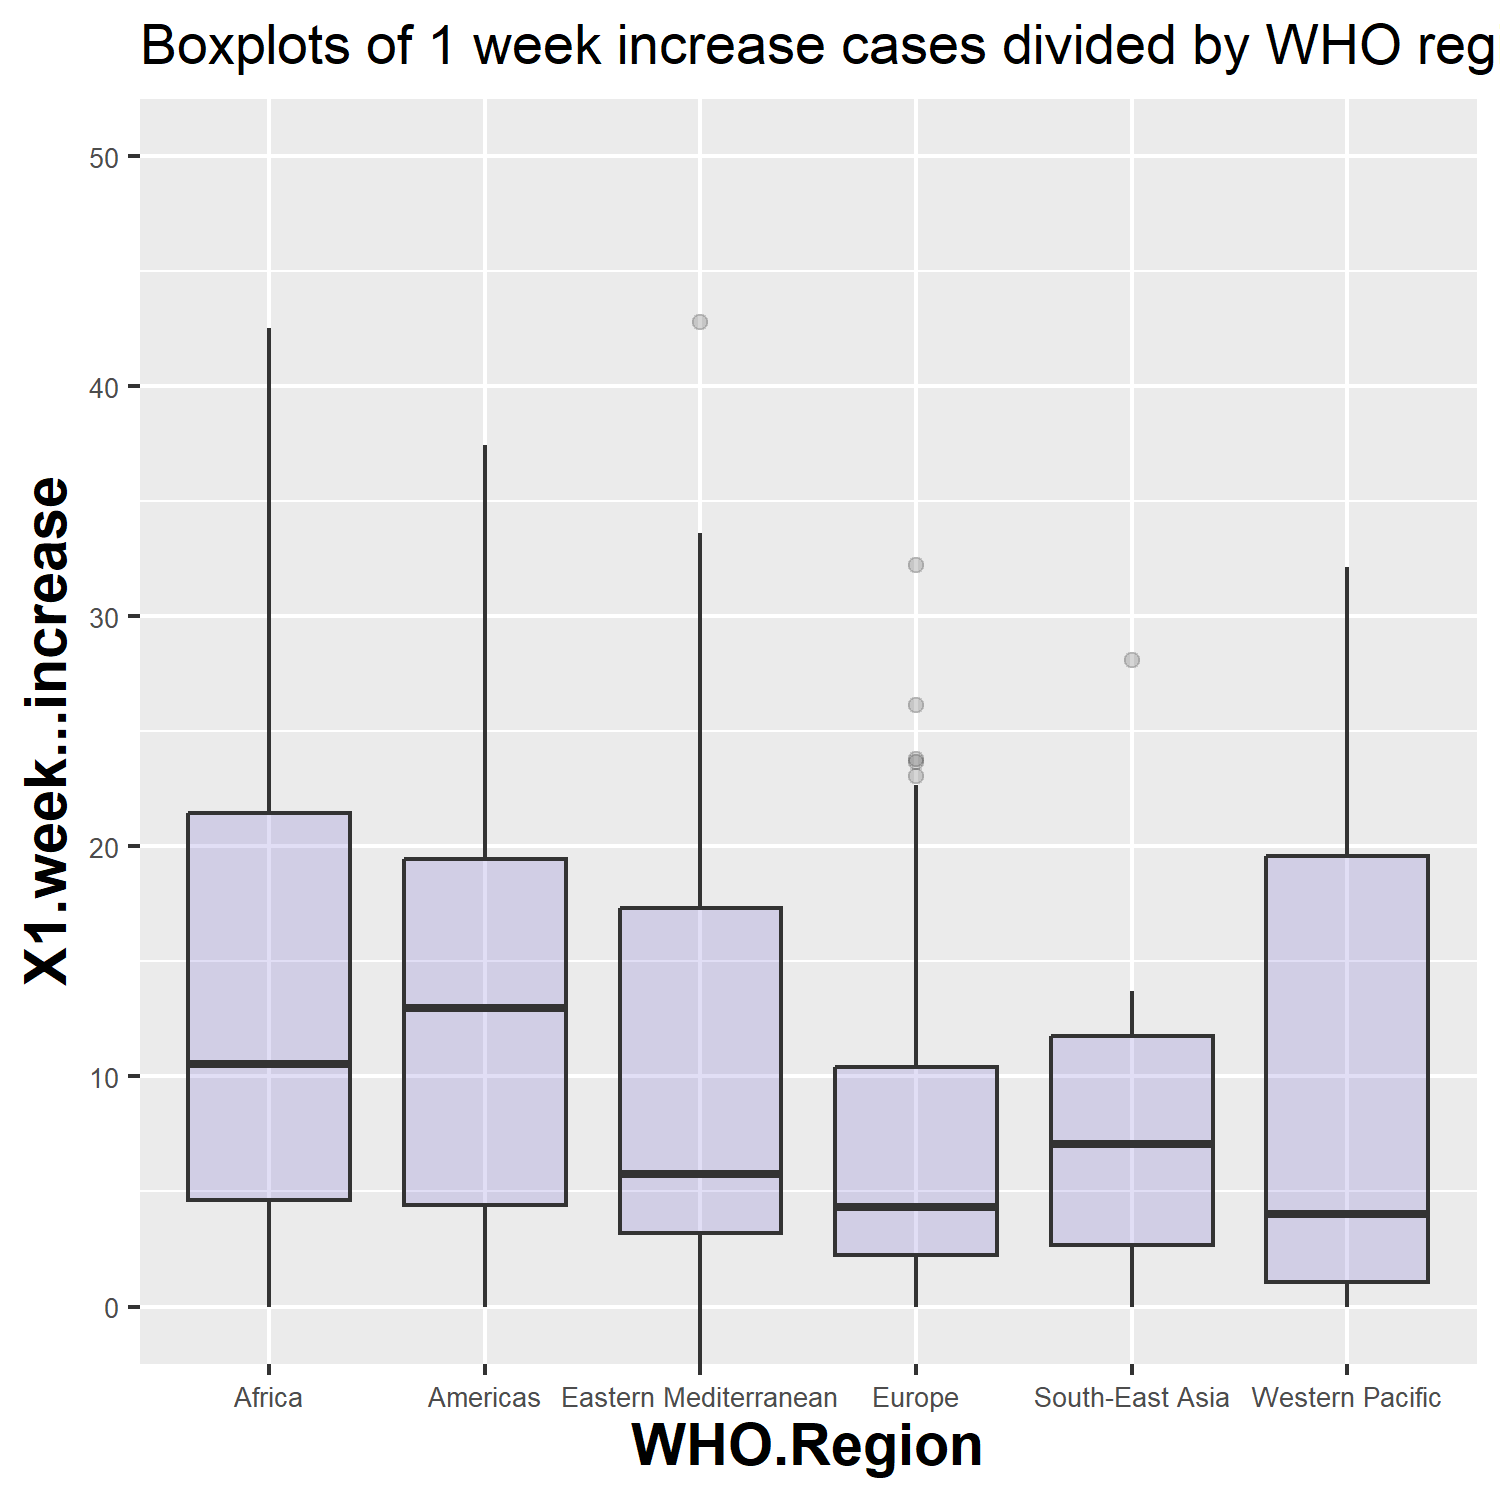 Boxplots of 1 week increase cases divided by WHO reg
X1.week...increase
50
40
30
20
10
0
Africa Americas Eastern Mediterranean Europe South-East Asia Western Pacific
WHO.Region